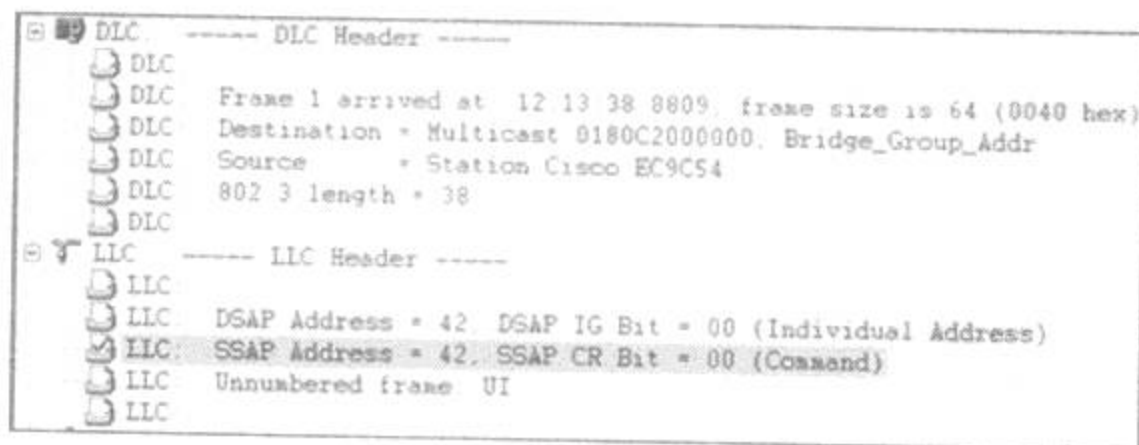 DLC ----- DLC Header -----
DLC
DLC Frame 1 arrived at 12 13 38 8809, frame size is 64 (0040 hex)
DLC Destination = Multicast 0180C2000000, Bridge_Group_Addr
DLC Source = Station Cisco EC9C54
DLC 802 3 length = 38
DLC
LLC ----- LLC Header -----
LLC
LLC DSAP Address = 42, DSAP IG Bit = 00 (Individual Address)
LLC: SSAP Address = 42, SSAP CR Bit = 00 (Command)
LLC Unnumbered frame UI
LLC